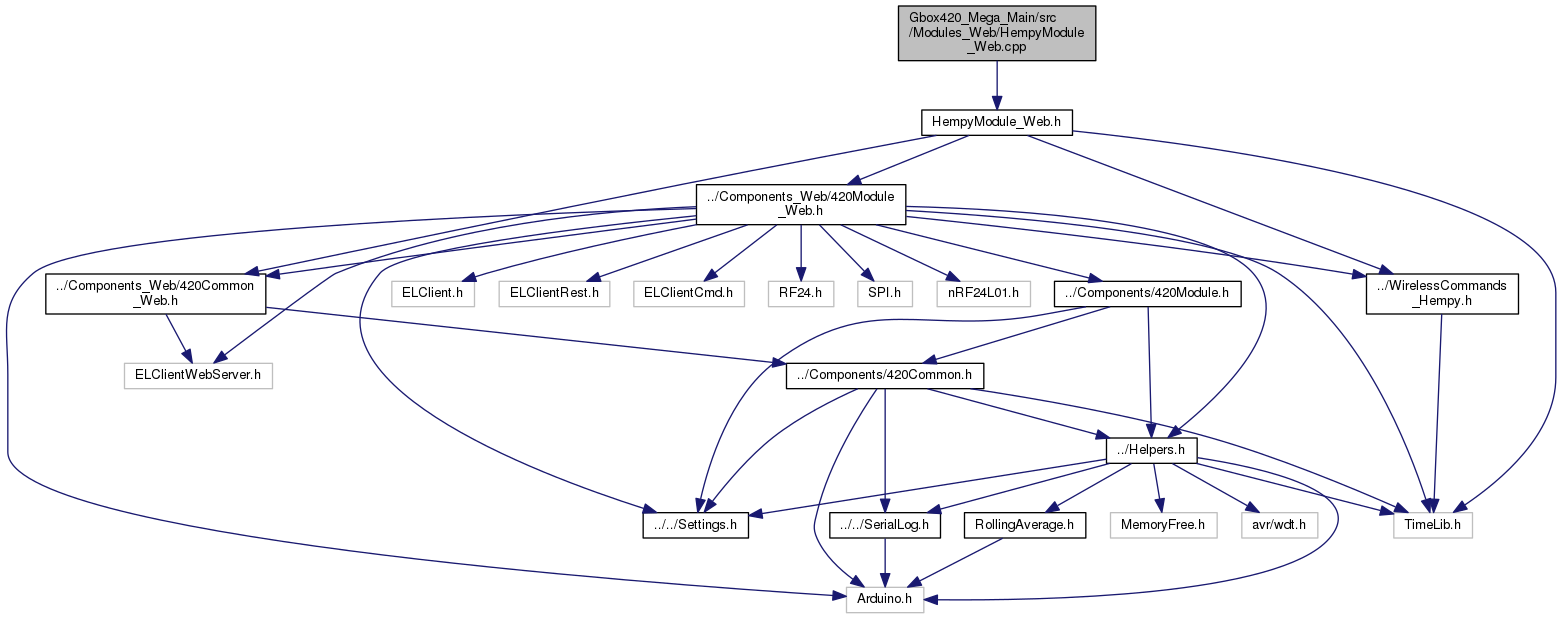 Gbox420_Mega_Main/src
/Modules_Web/HempyModule
_Web.cpp
HempyModule_Web.h
../Components_Web/420Module
_Web.h
../Components_Web/420Common
_Web.h
ELClient.h
ELClientRest.h
ELClientCmd.h
RF24.h
SPI.h
nRF24L01.h
../Components/420Module.h
../WirelessCommands
_Hempy.h
ELClientWebServer.h
../Components/420Common.h
../Helpers.h
../../Settings.h
../../SerialLog.h
RollingAverage.h
MemoryFree.h
avr/wdt.h
TimeLib.h
Arduino.h